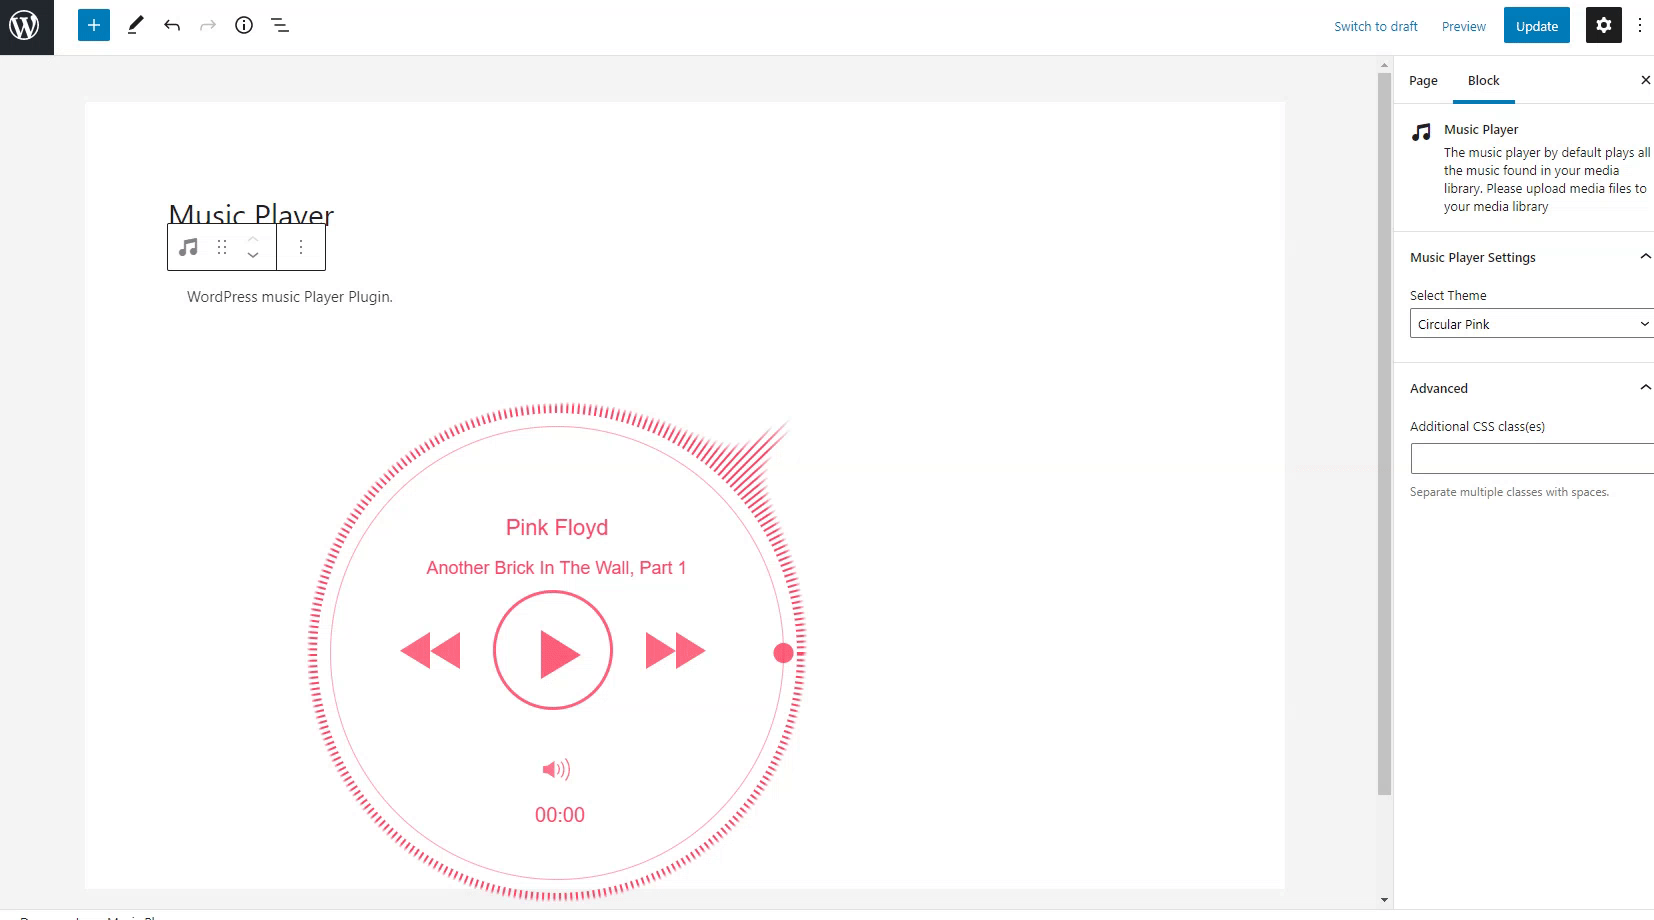 Switch to draft
Preview
Update
Page
Block
Music Player
The music player by default plays all
the music found in your media
library. Please upload media files to
your media library
Music Player Settings
Select Theme
Circular Pink
Advanced
Additional CSS class(es)
Separate multiple classes with spaces.
Music Player
WordPress music Player Plugin.
Pink Floyd
Another Brick In The Wall, Part 1
00:00